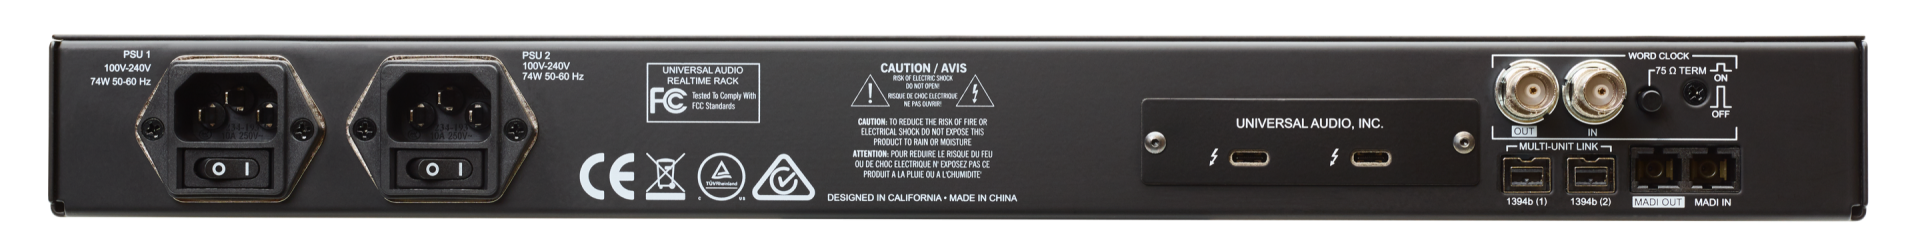 PSU 1
100V-240V
74W 50-60 Hz
O I
PSU 2
100V-240V
74W 50-60 Hz
O I
UNIVERSAL AUDIO
REALTIME RACK
FC Tested To Comply With
FCC Standards
CE
TÜVRheinland
C US
CAUTION / AVIS
RISK OF ELECTRIC SHOCK
DO NOT OPEN!
RISQUE DE CHOC ELECTRIQUE
NE PAS OUVRIR!
CAUTION: TO REDUCE THE RISK OF FIRE OR
ELECTRICAL SHOCK DO NOT EXPOSE THIS
PRODUCT TO RAIN OR MOISTURE
ATTENTION: POUR REDUIRE LE RISQUE DU FEU
OU DE CHOC ELECTRIQUE N' EXPOSEZ PAS CE
PRODUIT A LA PLUIE OU A L'CHUMIDITE'
DESIGNED IN CALIFORNIA • MADE IN CHINA
UNIVERSAL AUDIO, INC.
WORD CLOCK
75 Ω TERM
ON
OFF
OUT
IN
MULTI-UNIT LINK
1394b (1)
1394b (2)
MADI OUT
MADI IN